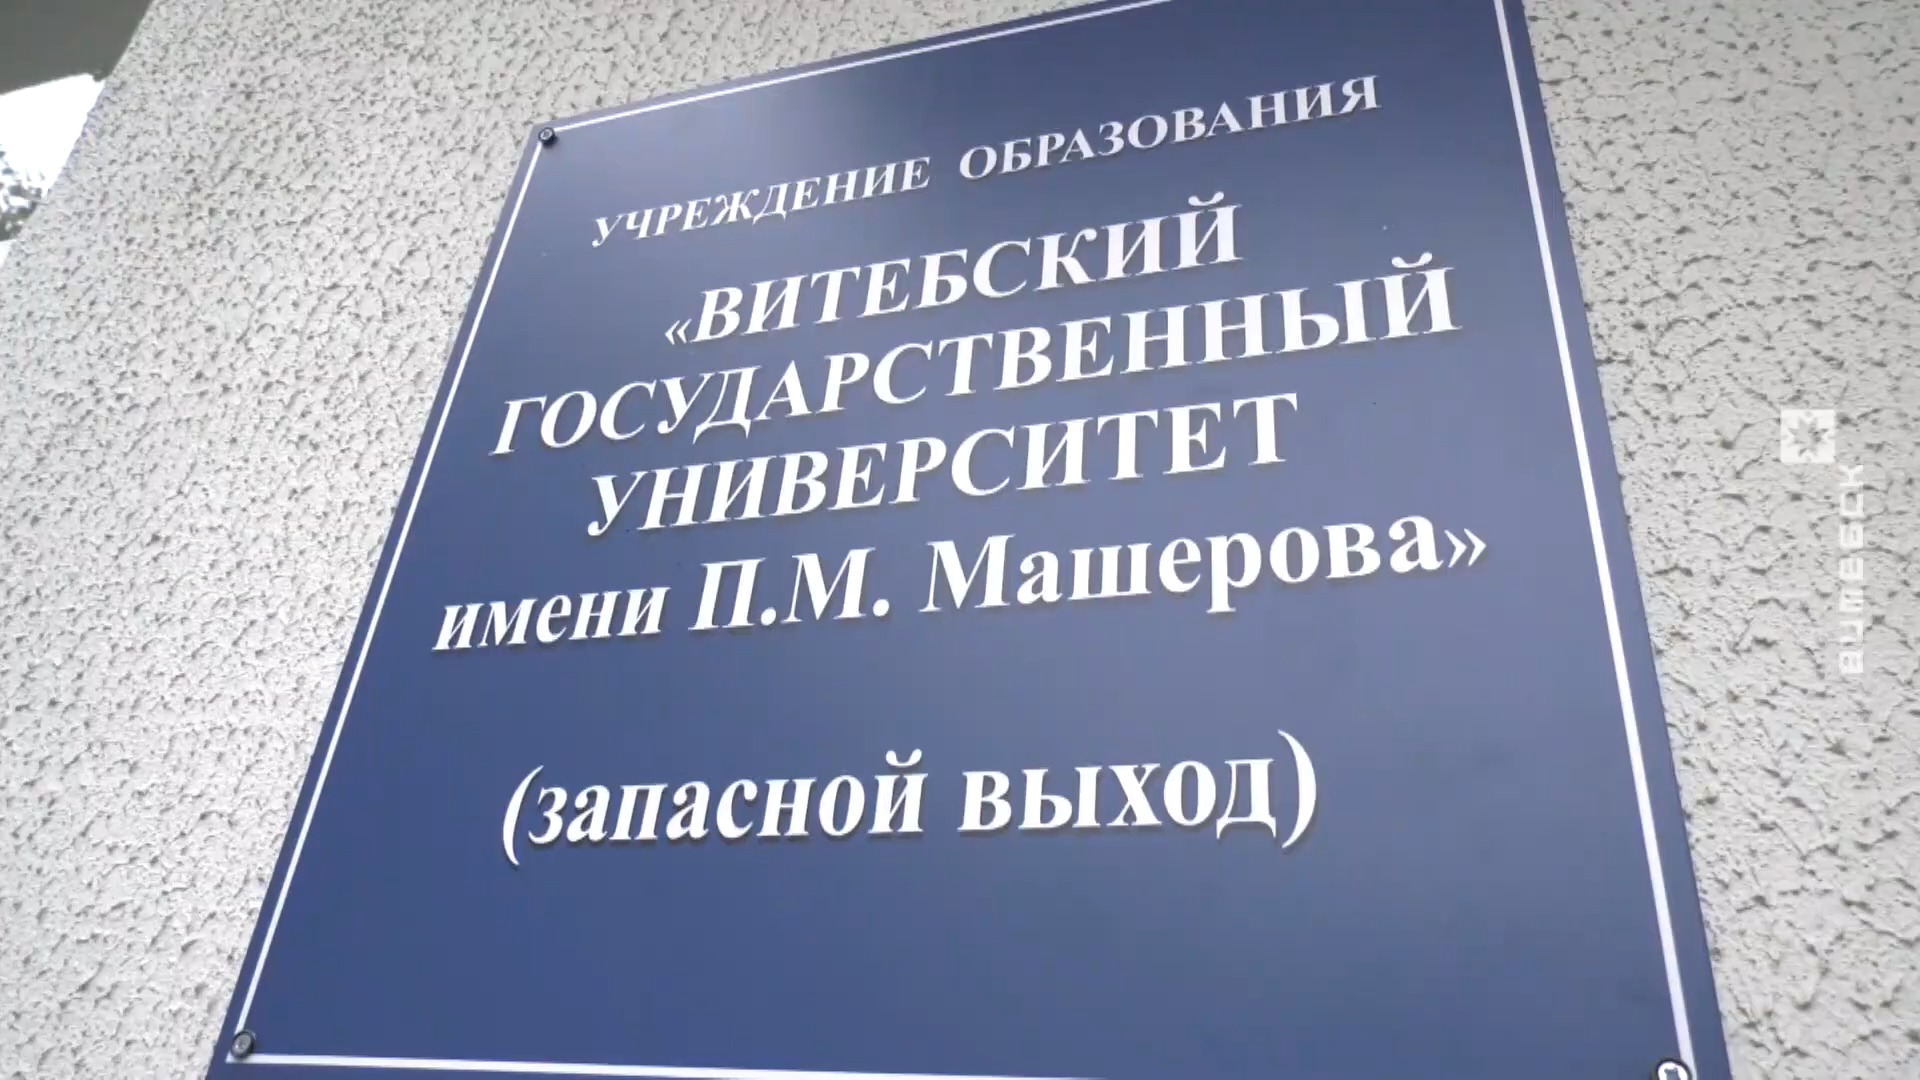 УЧРЕЖДЕНИЕ ОБРАЗОВАНИЯ
«ВИТЕБСКИЙ
ГОСУДАРСТВЕННЫЙ
УНИВЕРСИТЕТ
имени П.М. Машерова»
(запасной выход)
витебск